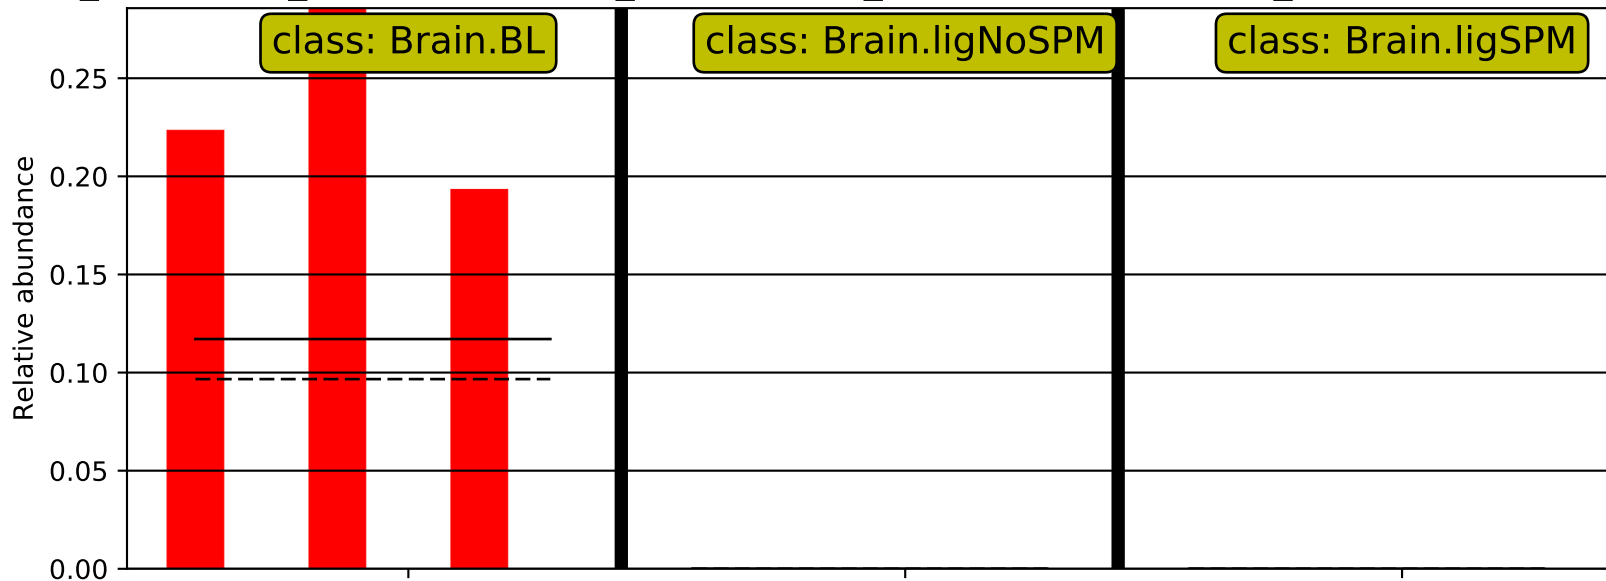 class: Brain.BL
class: Brain.ligNoSPM
class: Brain.ligSPM
0.25
0.20
0.15
0.10
0.05
0.00
Relative abundance